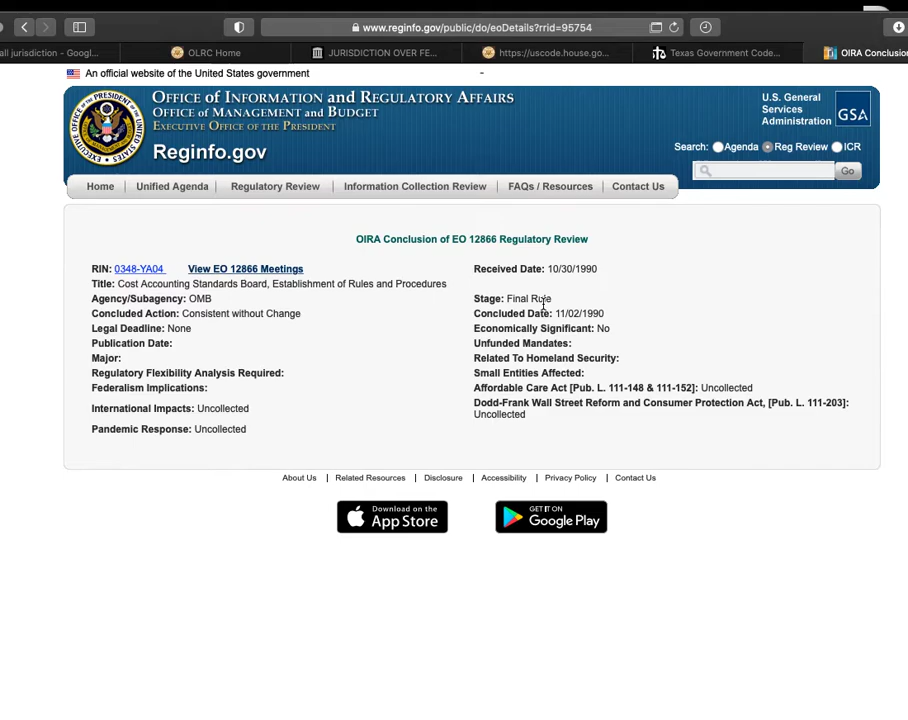 www.reginfo.gov/public/do/eoDetails?rrid=95754
all jurisdiction - Googl...
OLRC Home
JURISDICTION OVER FE...
https://uscode.house.go...
Texas Government Code...
OIRA Conclusion
An official website of the United States government
OFFICE OF INFORMATION AND REGULATORY AFFAIRS
OFFICE OF MANAGEMENT AND BUDGET
EXECUTIVE OFFICE OF THE PRESIDENT
Reginfo.gov
U.S. General
Services
Administration
GSA
Search: Agenda Reg Review ICR
Go
Home
Unified Agenda
Regulatory Review
Information Collection Review
FAQs / Resources
Contact Us
OIRA Conclusion of EO 12866 Regulatory Review
RIN: 0348-YA04 View EO 12866 Meetings
Received Date: 10/30/1990
Title: Cost Accounting Standards Board, Establishment of Rules and Procedures
Agency/Subagency: OMB
Stage: Final Rule
Concluded Action: Consistent without Change
Concluded Date: 11/02/1990
Legal Deadline: None
Economically Significant: No
Publication Date:
Unfunded Mandates:
Major:
Related To Homeland Security:
Regulatory Flexibility Analysis Required:
Small Entities Affected:
Federalism Implications:
Affordable Care Act [Pub. L. 111-148 & 111-152]: Uncollected
International Impacts: Uncollected
Dodd-Frank Wall Street Reform and Consumer Protection Act, [Pub. L. 111-203]:
Uncollected
Pandemic Response: Uncollected
About Us | Related Resources | Disclosure | Accessibility | Privacy Policy | Contact Us
Download on the
App Store
GET IT ON
Google Play